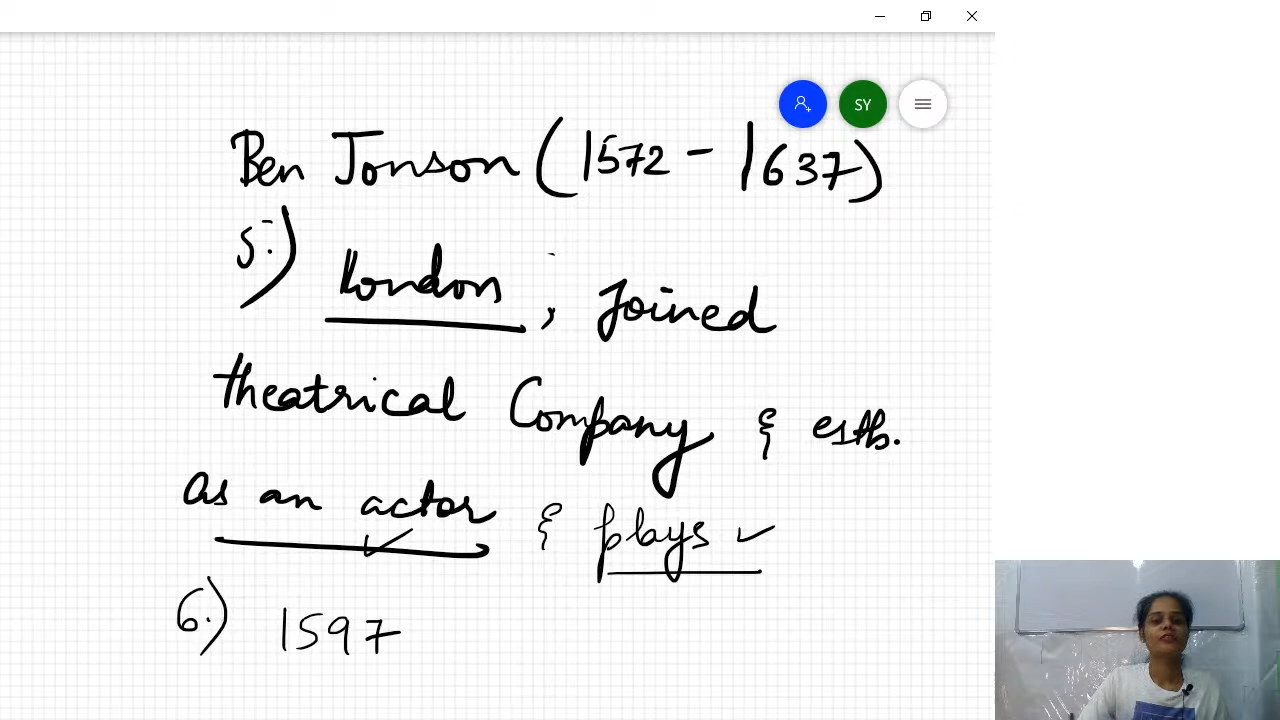 SY
Ben Jonson (1572 - 1637)
5.) London, Joined
theatrical Company & estb.
as an actor & plays ✓
6.) 1597